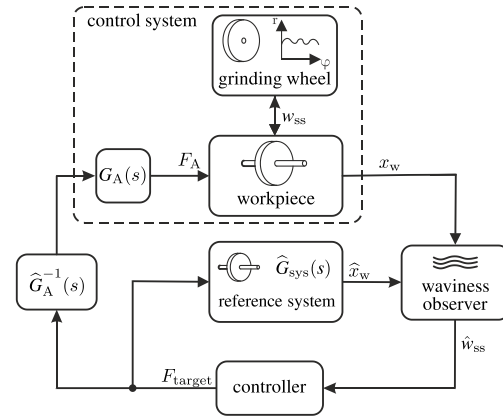 control system
r
φ
grinding wheel
w_ss
G_A(s)
F_A
workpiece
x_w
Ĝ_A^{-1}(s)
Ĝ_sys(s)
reference system
x̂_w
waviness
observer
ŵ_ss
F_target
controller